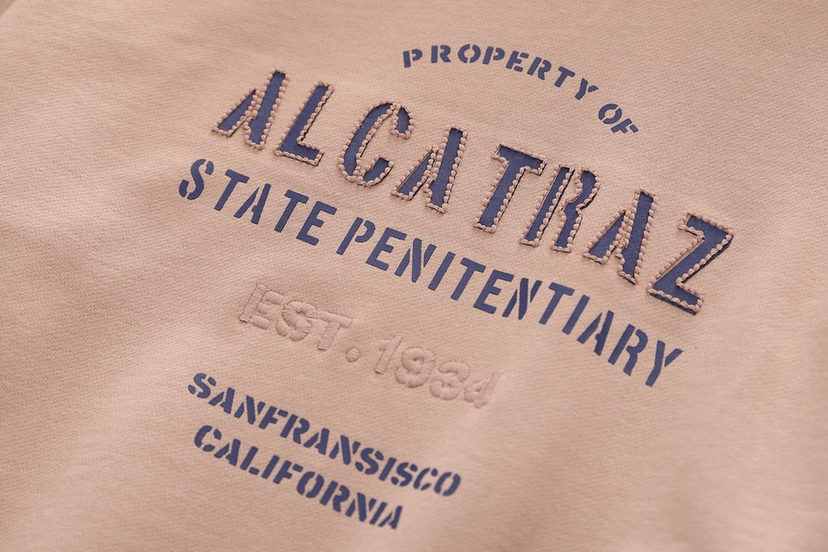 PROPERTY OF
ALCATRAZ
STATE PENITENTIARY
EST. 1934
SANFRANSISCO
CALIFORNIA